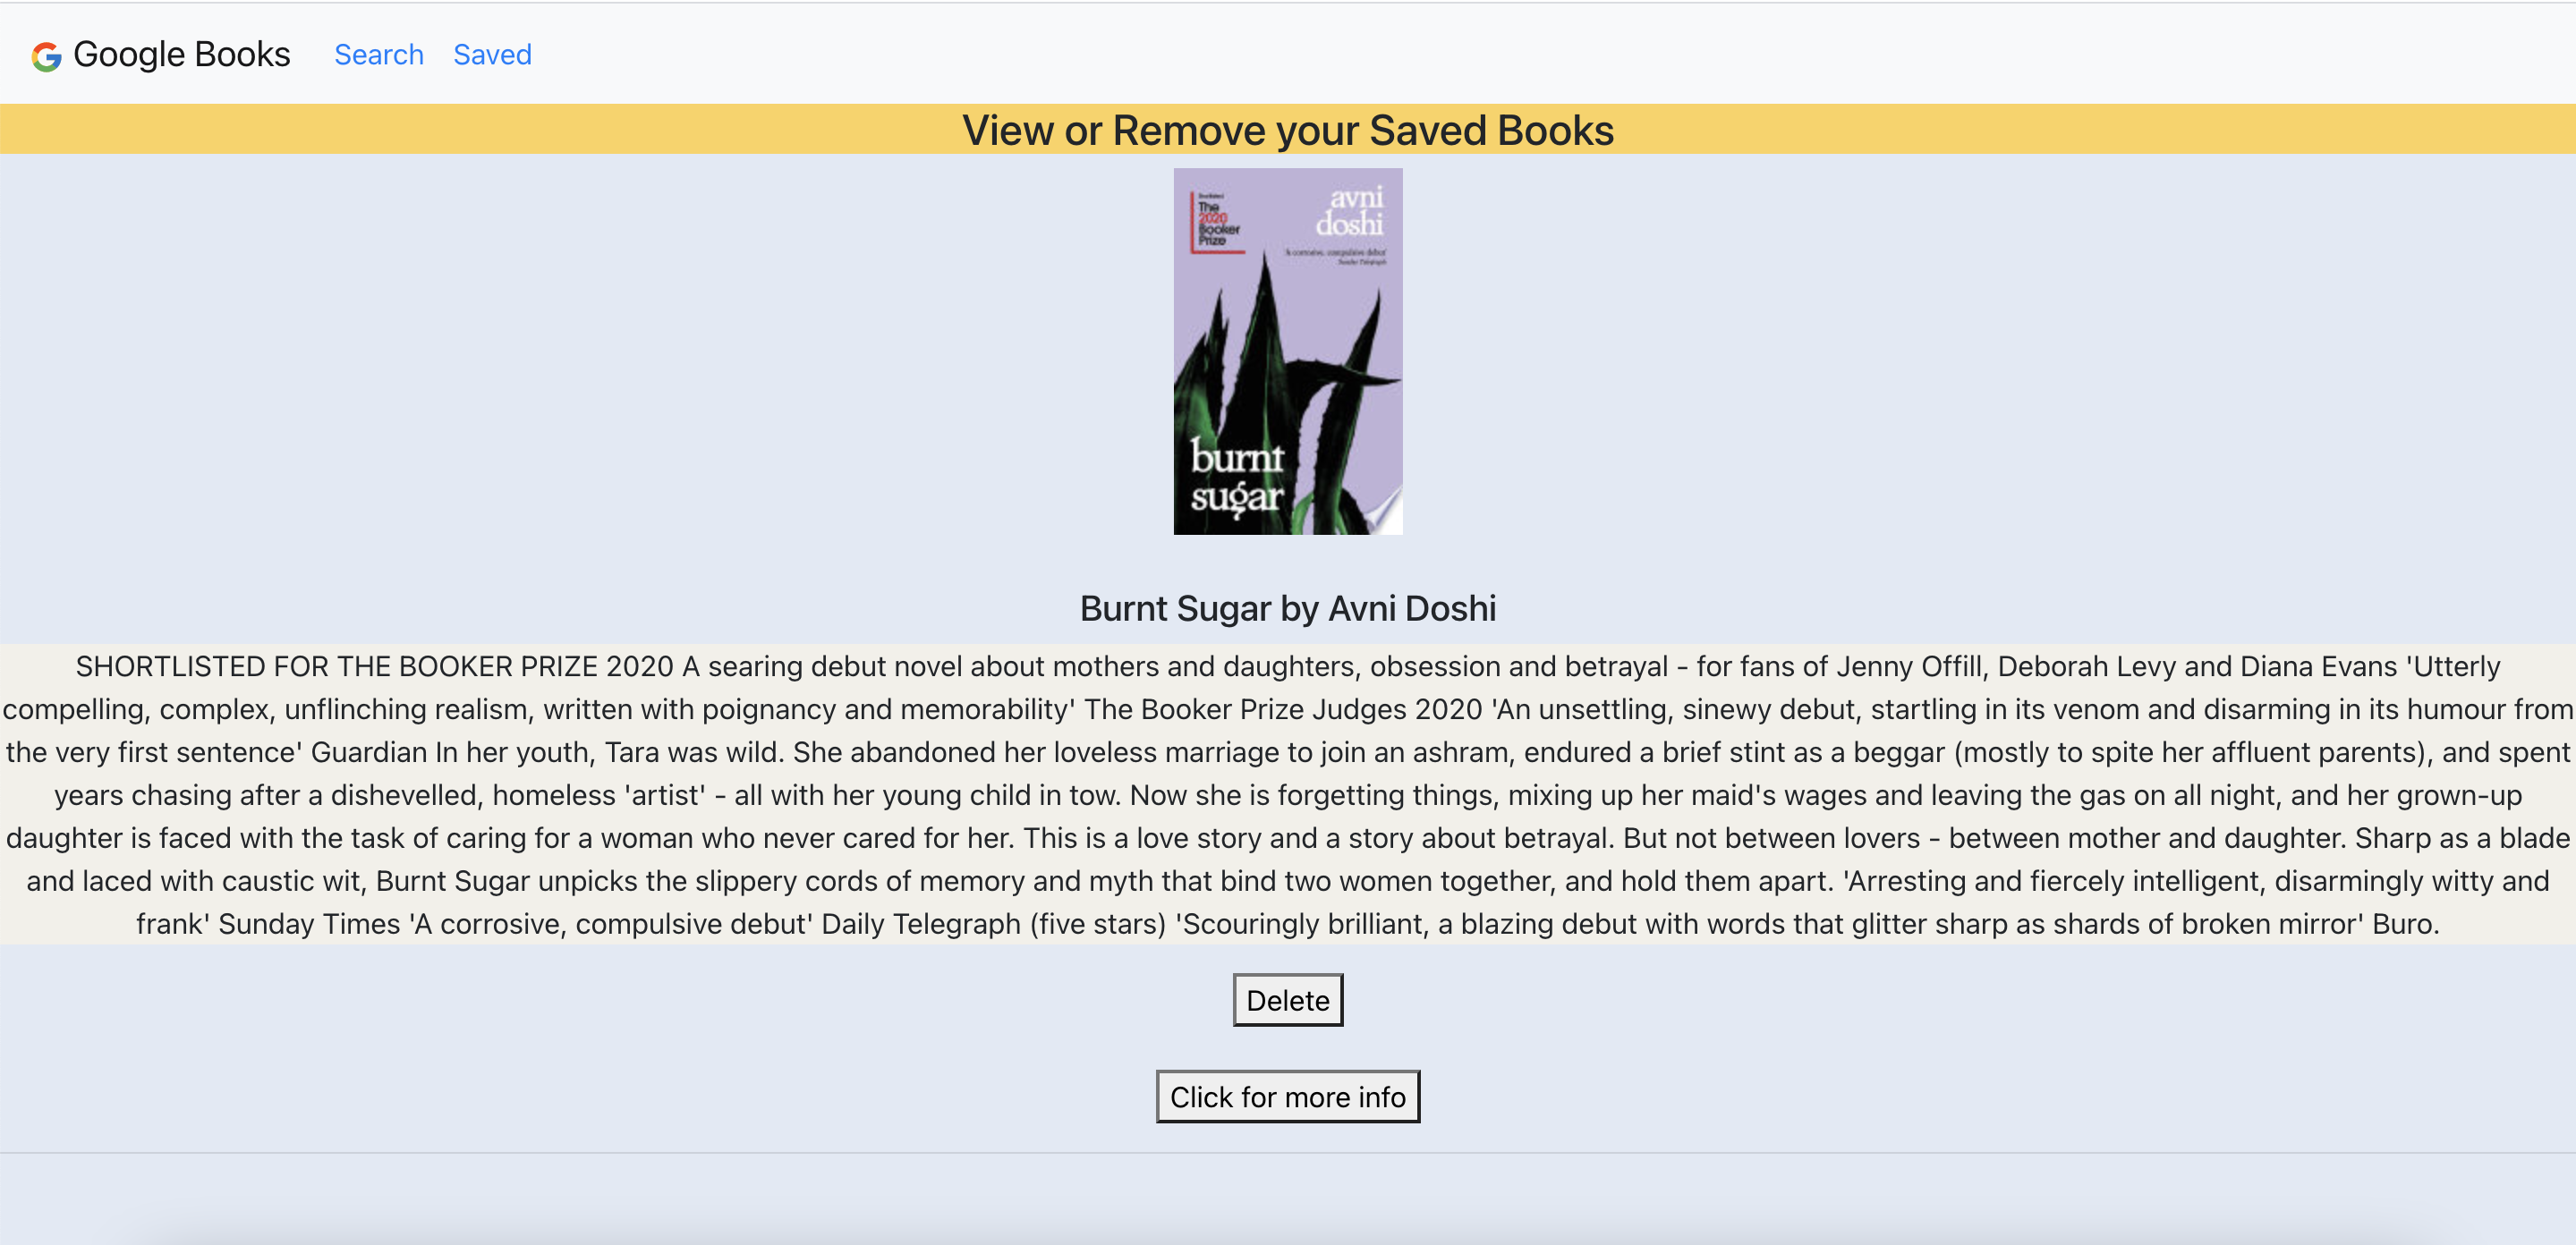 Google Books Search Saved
View or Remove your Saved Books
The
2020
Booker
Prize
avni
doshi
'A corrosive, compulsive debut'
Sunday Telegraph
burnt
sugar
Burnt Sugar by Avni Doshi
SHORTLISTED FOR THE BOOKER PRIZE 2020 A searing debut novel about mothers and daughters, obsession and betrayal - for fans of Jenny Offill, Deborah Levy and Diana Evans 'Utterly
compelling, complex, unflinching realism, written with poignancy and memorability' The Booker Prize Judges 2020 'An unsettling, sinewy debut, startling in its venom and disarming in its humour from
the very first sentence' Guardian In her youth, Tara was wild. She abandoned her loveless marriage to join an ashram, endured a brief stint as a beggar (mostly to spite her affluent parents), and spent
years chasing after a dishevelled, homeless 'artist' - all with her young child in tow. Now she is forgetting things, mixing up her maid's wages and leaving the gas on all night, and her grown-up
daughter is faced with the task of caring for a woman who never cared for her. This is a love story and a story about betrayal. But not between lovers - between mother and daughter. Sharp as a blade
and laced with caustic wit, Burnt Sugar unpicks the slippery cords of memory and myth that bind two women together, and hold them apart. 'Arresting and fiercely intelligent, disarmingly witty and
frank' Sunday Times 'A corrosive, compulsive debut' Daily Telegraph (five stars) 'Scouringly brilliant, a blazing debut with words that glitter sharp as shards of broken mirror' Buro.
Delete
Click for more info